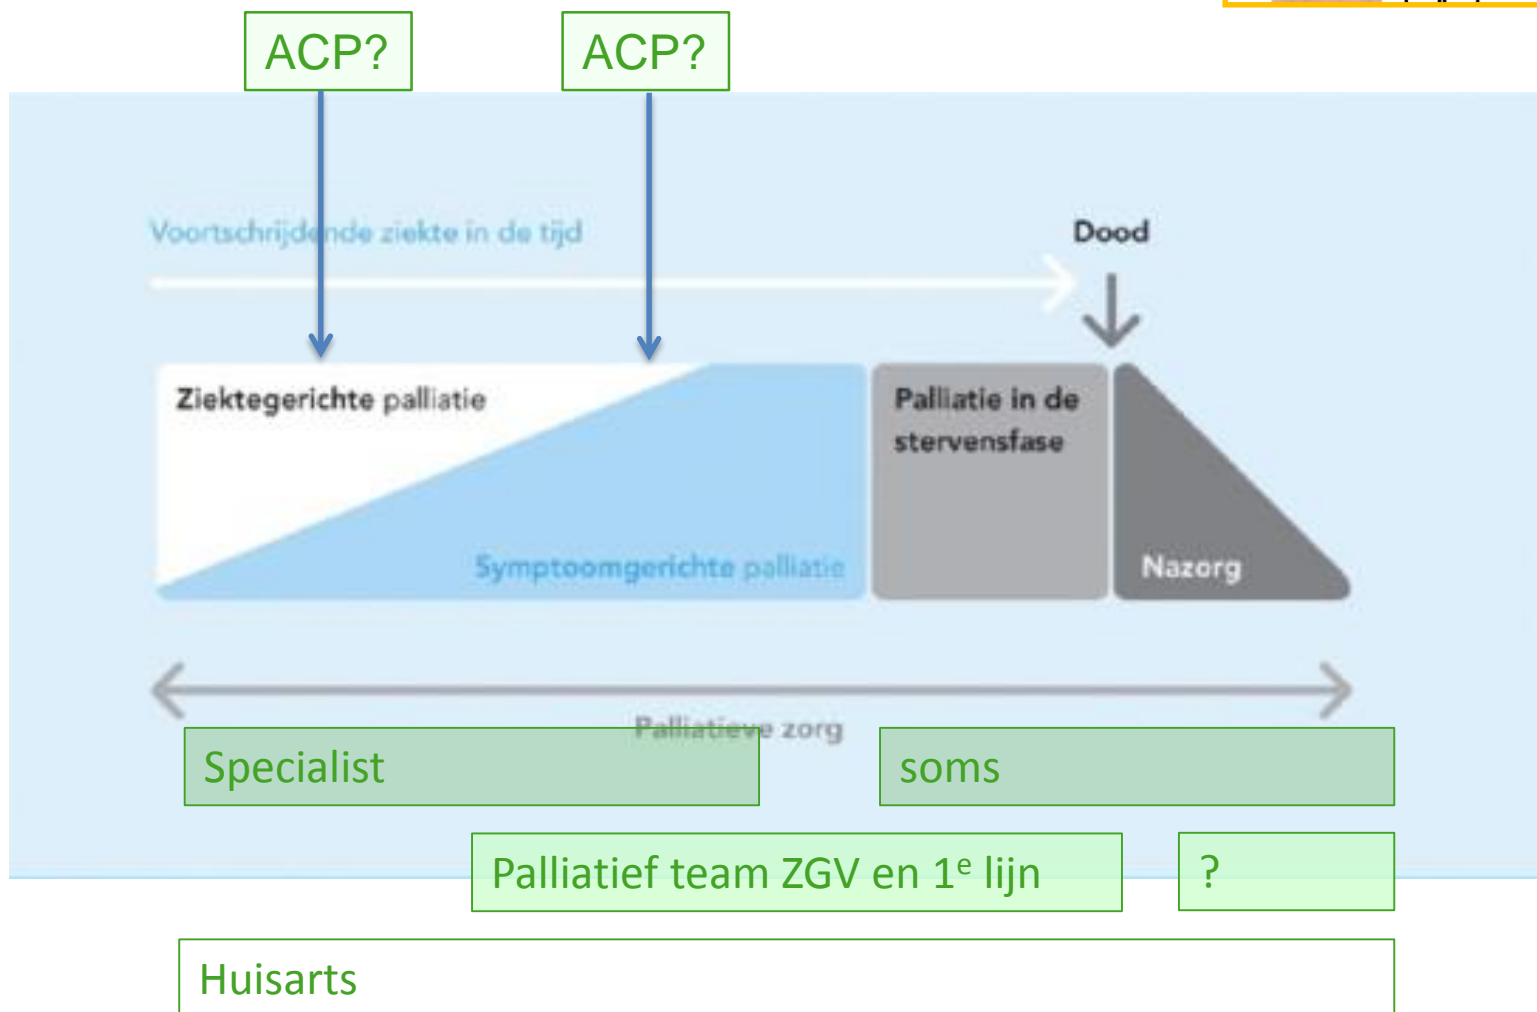 ACP?
ACP?
Voortschrijdende ziekte in de tijd
Dood
Ziektegerichte palliatie
Palliatie in de
stervensfase
Symptoomgerichte palliatie
Nazorg
Palliatieve zorg
Specialist
soms
Palliatief team ZGV en 1e lijn
?
Huisarts